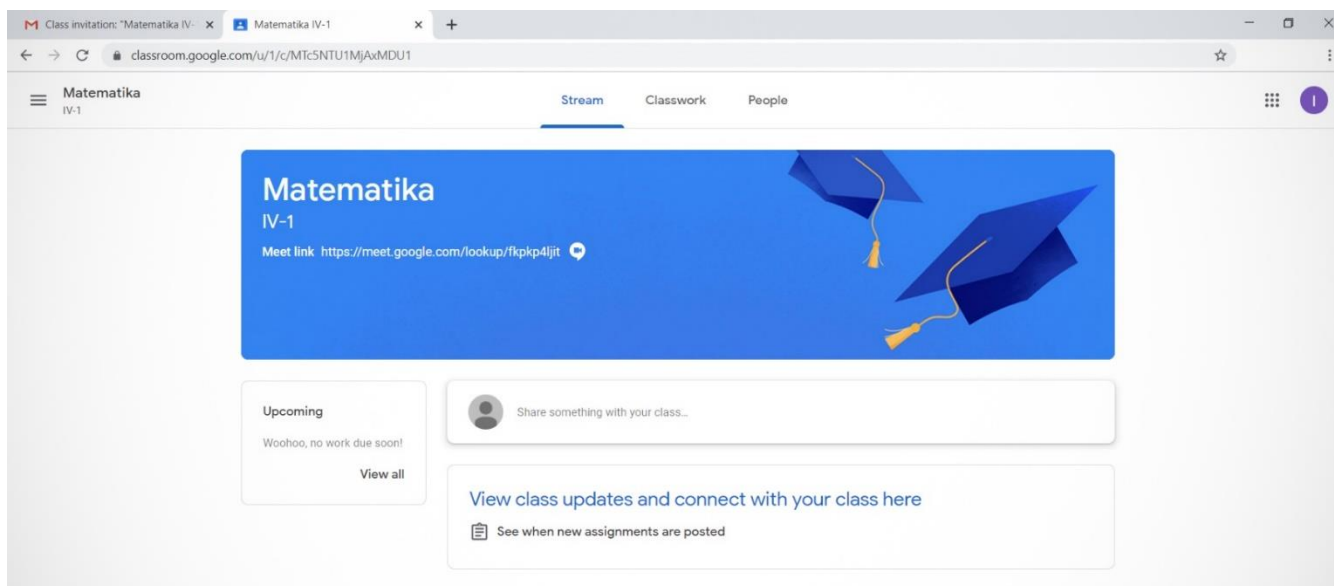 Class invitation: "Matematika IV-
Matematika IV-1
classroom.google.com/u/1/c/MTc5NTU1MjAxMDU1
Matematika
IV-1
Stream Classwork People
I
Matematika
IV-1
Meet link https://meet.google.com/lookup/fkpkp4ljit
Upcoming
Woohoo, no work due soon!
View all
Share something with your class...
View class updates and connect with your class here
See when new assignments are posted